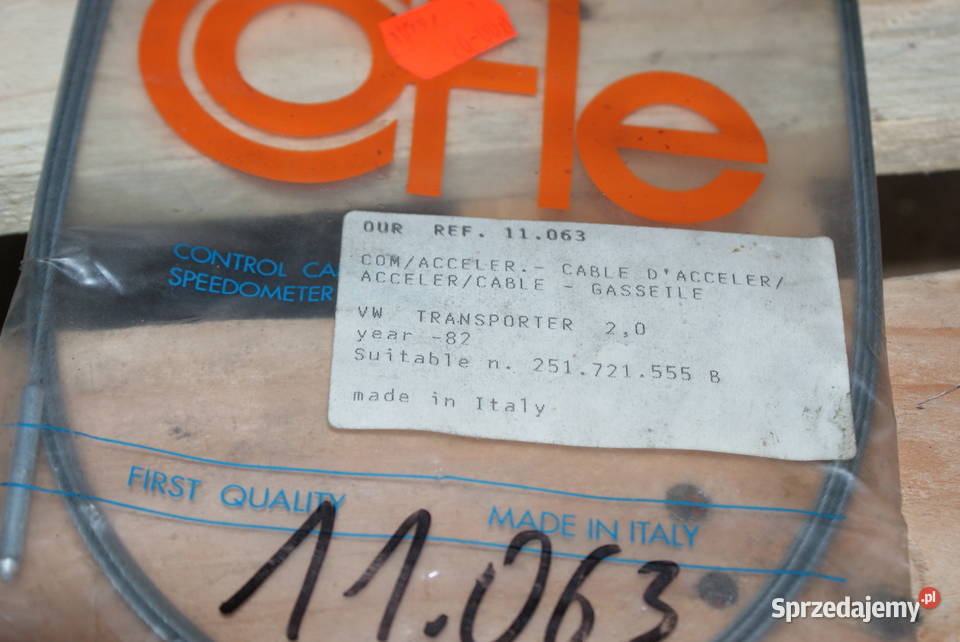 Cofle
OUR REF. 11.063
COM/ACCELER.- CABLE D'ACCELER/
ACCELER/CABLE - GASSEILE
VW TRANSPORTER 2,0
year -82
Suitable n. 251.721.555 B
made in Italy
CONTROL CA
SPEEDOMETER
FIRST QUALITY
MADE IN ITALY
11.063
Sprzedajemy.pl